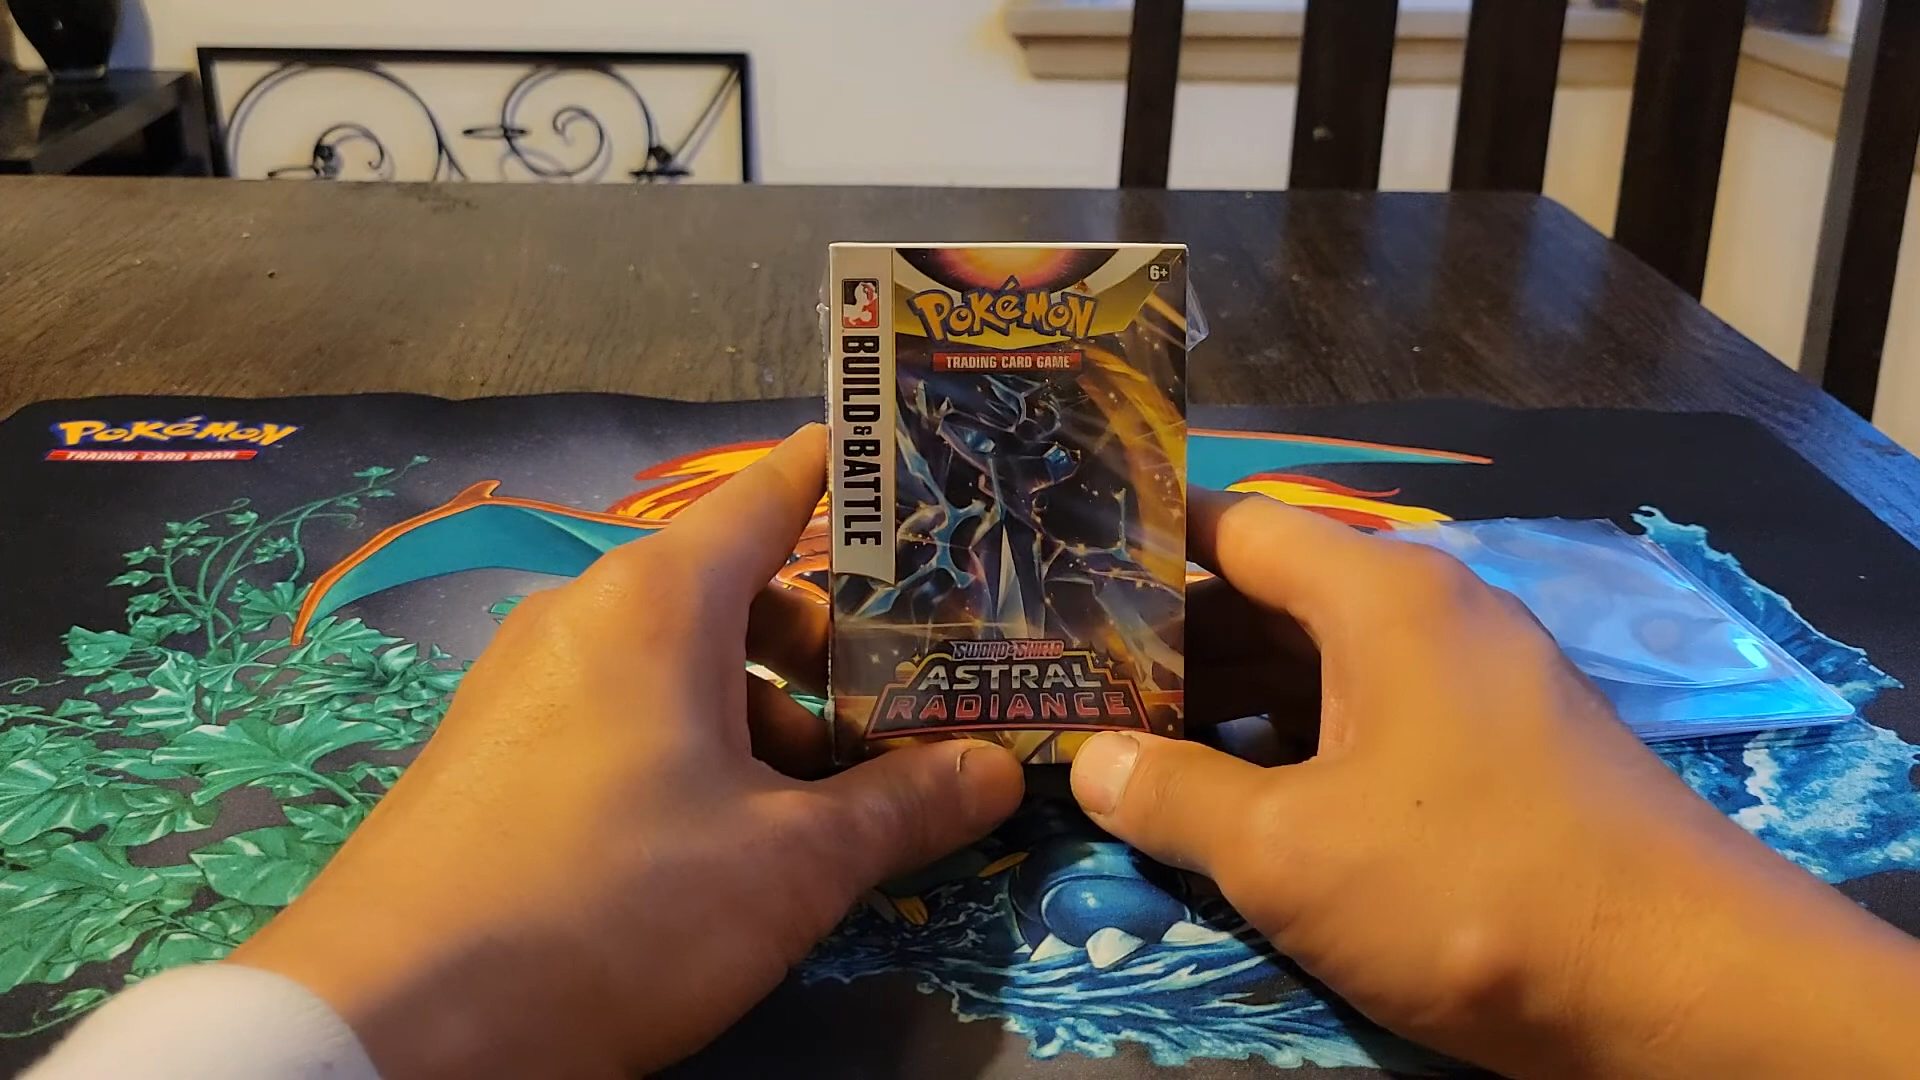 6+
POKéMON
TRADING CARD GAME
BUILD & BATTLE
SWORD & SHIELD
ASTRAL
RADIANCE
POKéMON
TRADING CARD GAME